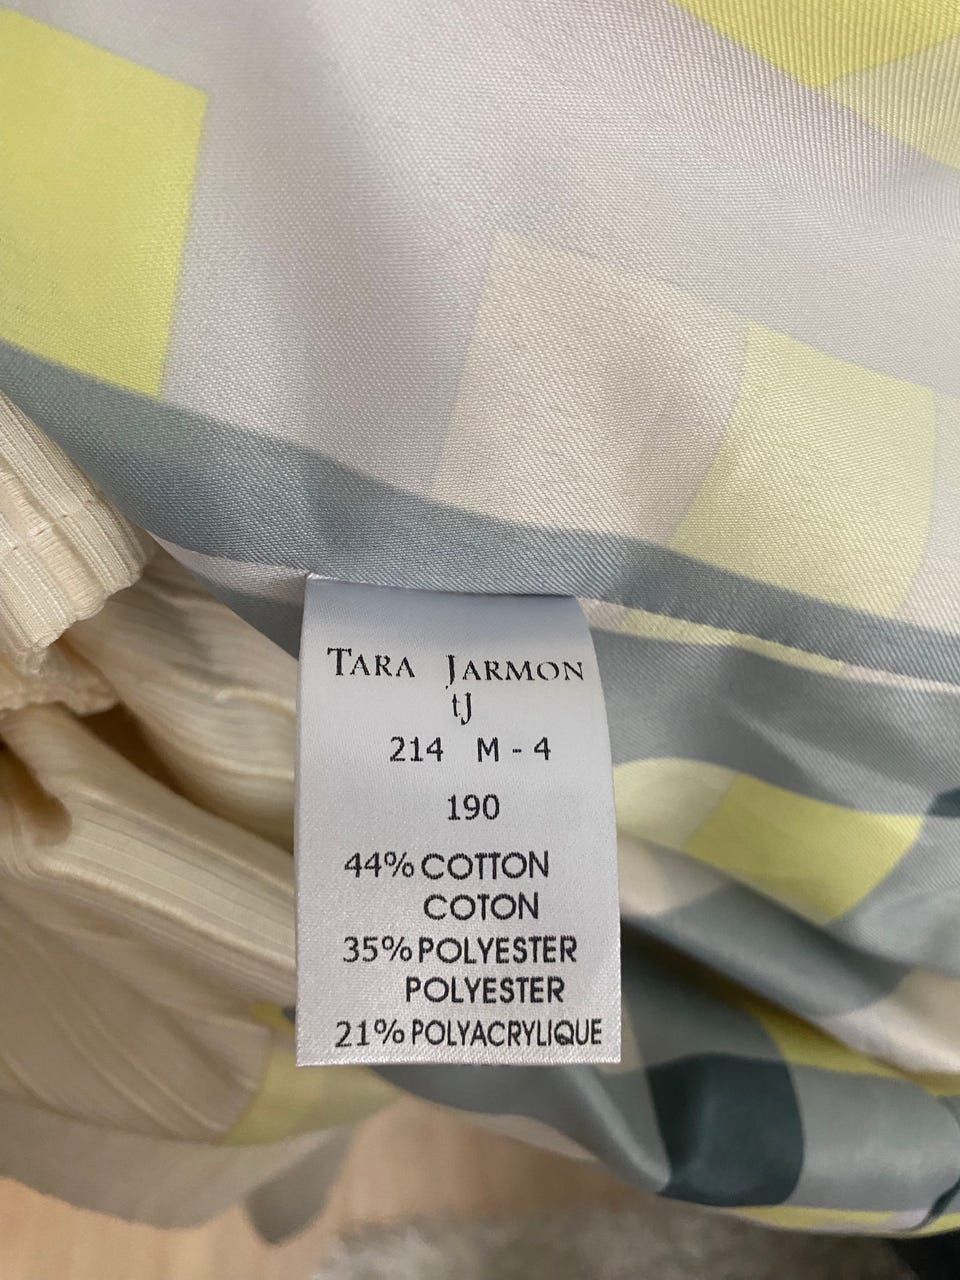 TARA JARMON
tJ
214 M - 4
190
44% COTTON
COTON
35% POLYESTER
POLYESTER
21% POLYACRYLIQUE